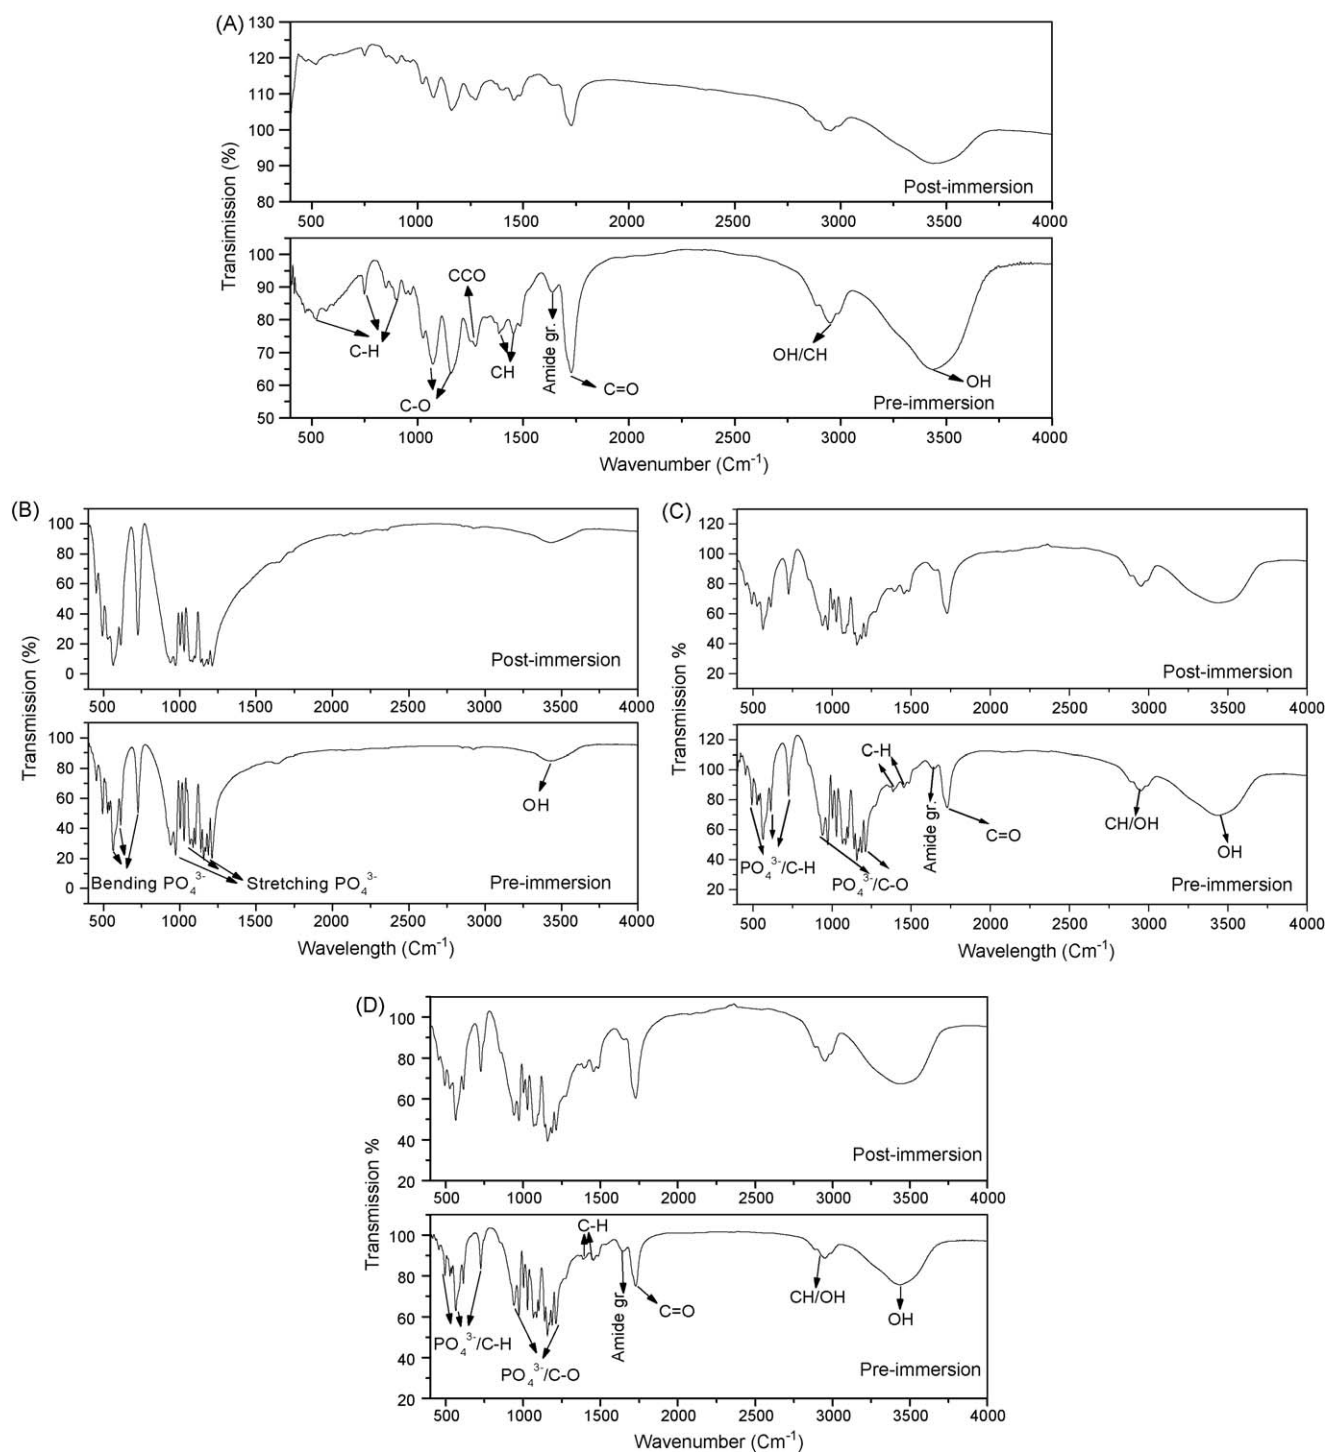 (A)
130
120
110
100
90
80
500 1000 1500 2000 2500 3000 3500 4000
Post-immersion
100
90
80
70
60
50
C-H
C-O
CCO
CH
Amide gr.
C=O
OH/CH
OH
Pre-immersion
500 1000 1500 2000 2500 3000 3500 4000
Transimission (%)
Wavenumber (Cm⁻¹)
(B)
100
80
60
40
20
0
Post-immersion
500 1000 1500 2000 2500 3000 3500 4000
100
80
60
40
20
0
OH
Bending PO₄³⁻
Stretching PO₄³⁻
Pre-immersion
500 1000 1500 2000 2500 3000 3500 4000
Transmission (%)
Wavelength (Cm⁻¹)
(C)
120
100
80
60
40
20
Post-immersion
500 1000 1500 2000 2500 3000 3500 4000
120
100
80
60
40
20
C-H
PO₄³⁻/C-H
PO₄³⁻/C-O
Amide gr.
C=O
CH/OH
OH
Pre-immersion
500 1000 1500 2000 2500 3000 3500 4000
Transmission %
Wavelength (Cm⁻¹)
(D)
100
80
60
40
20
Post-immersion
500 1000 1500 2000 2500 3000 3500 4000
100
80
60
40
20
C-H
PO₄³⁻/C-H
PO₄³⁻/C-O
Amide gr.
C=O
CH/OH
OH
Pre-immersion
500 1000 1500 2000 2500 3000 3500 4000
Transmission %
Wavenumber (Cm⁻¹)